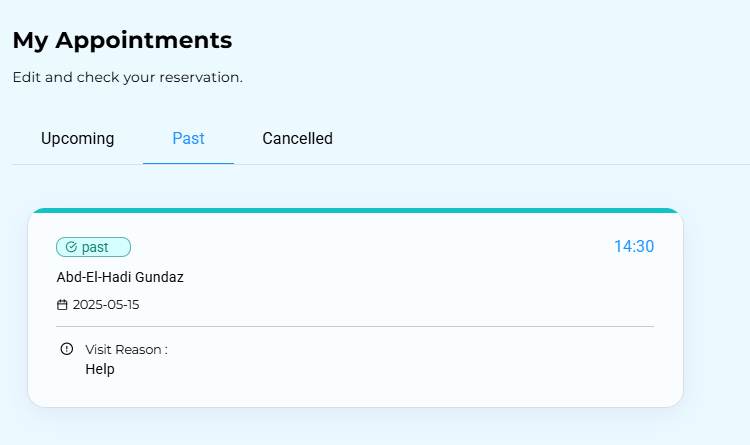 My Appointments
Edit and check your reservation.
Upcoming Past Cancelled
past 14:30
Abd-El-Hadi Gundaz
2025-05-15
Visit Reason :
Help